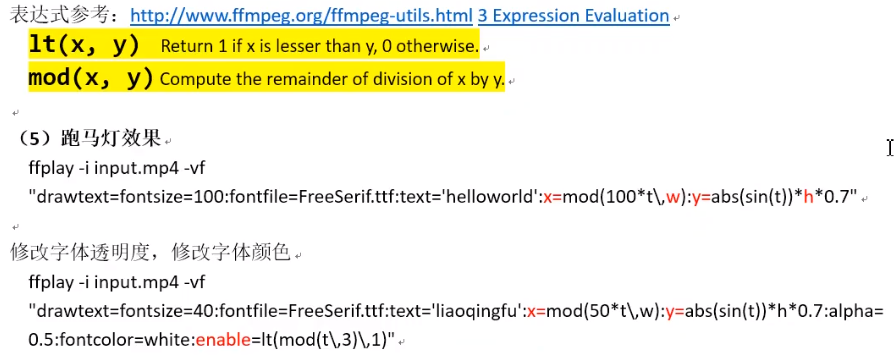 表达式参考：http://www.ffmpeg.org/ffmpeg-utils.html 3 Expression Evaluation
lt(x, y) Return 1 if x is lesser than y, 0 otherwise.
mod(x, y) Compute the remainder of division of x by y.
（5）跑马灯效果
ffplay -i input.mp4 -vf
"drawtext=fontsize=100:fontfile=FreeSerif.ttf:text='helloworld':x=mod(100*t\,w):y=abs(sin(t))*h*0.7"
修改字体透明度，修改字体颜色
ffplay -i input.mp4 -vf
"drawtext=fontsize=40:fontfile=FreeSerif.ttf:text='liaoqingfu':x=mod(50*t\,w):y=abs(sin(t))*h*0.7:alpha=
0.5:fontcolor=white:enable=lt(mod(t\,3)\,1)"